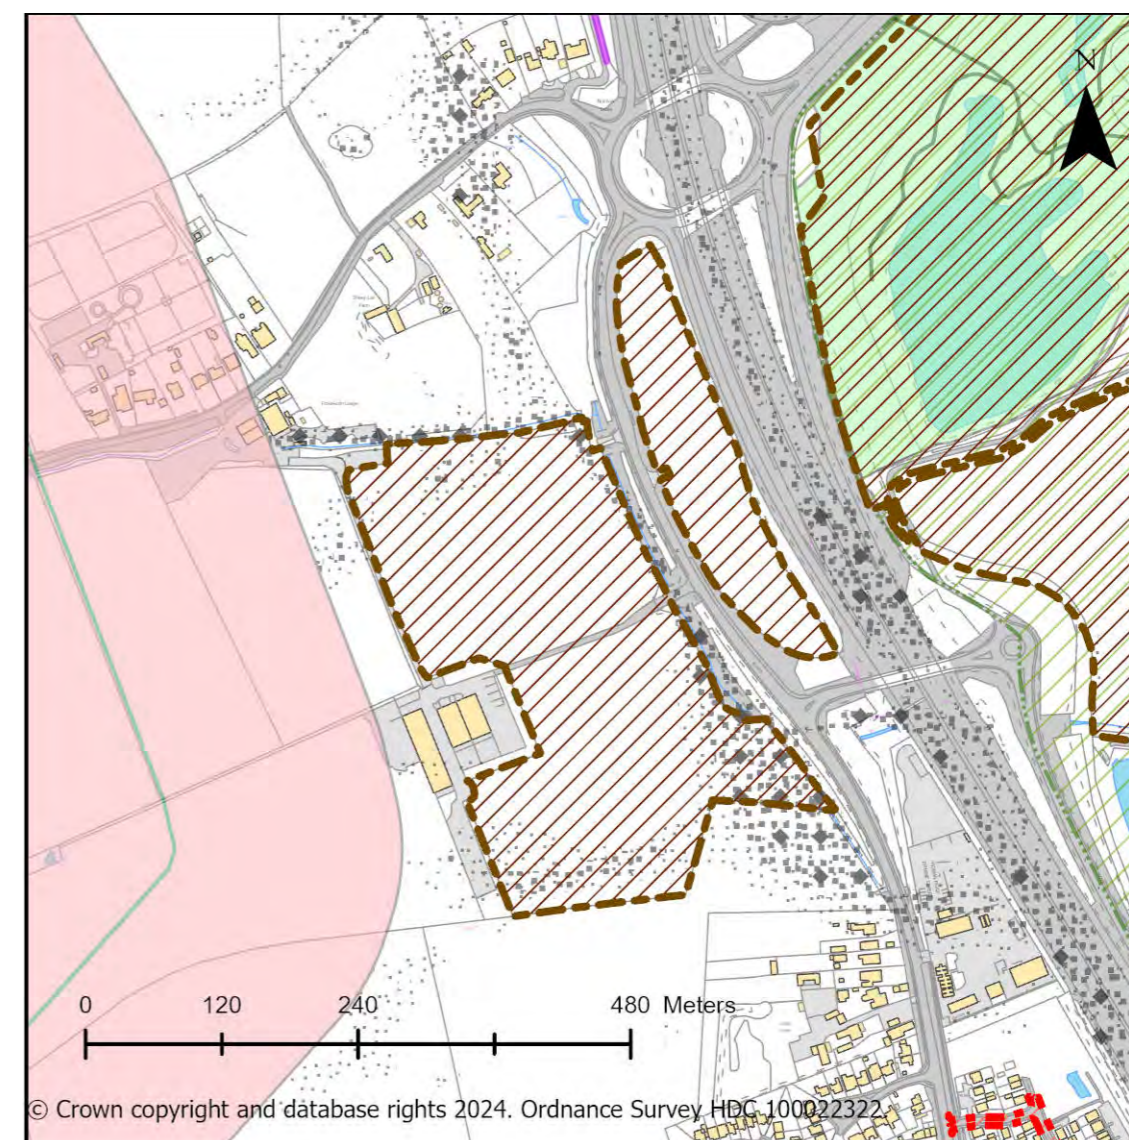 N
0 120 240 480 Meters
© Crown copyright and database rights 2024. Ordnance Survey HDC 100022322.